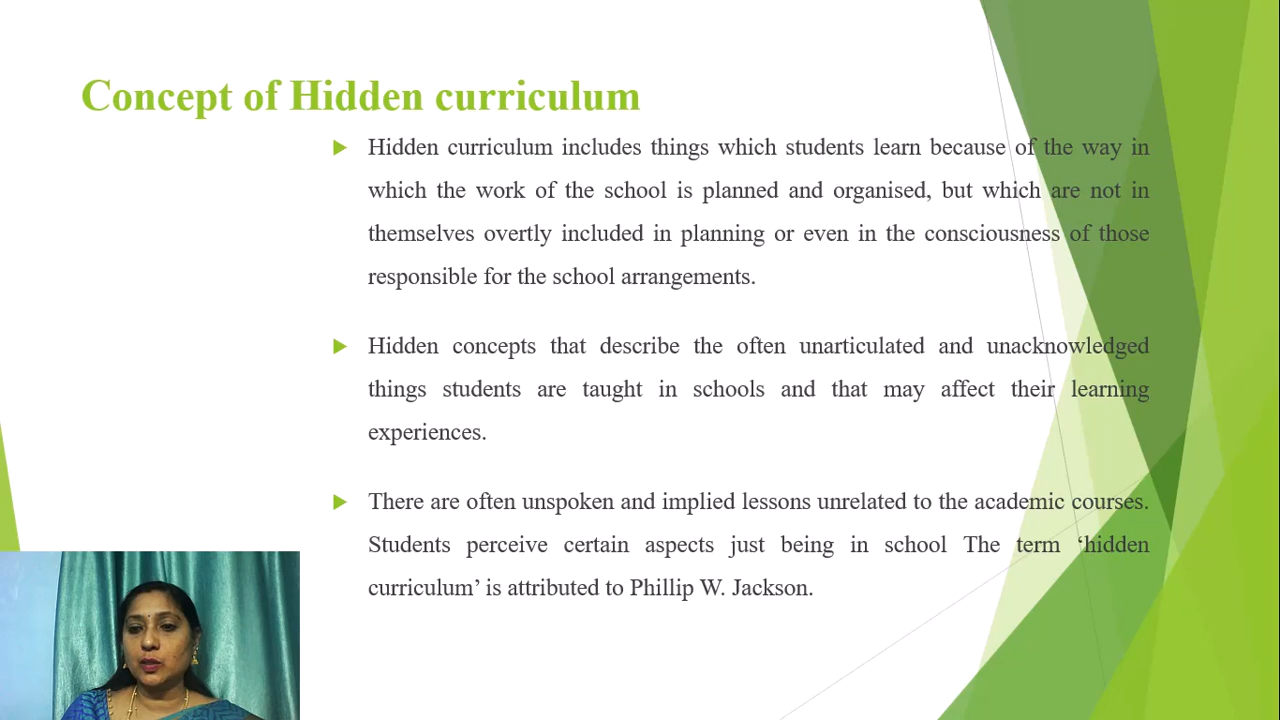 Concept of Hidden curriculum
Hidden curriculum includes things which students learn because of the way in
which the work of the school is planned and organised, but which are not in
themselves overtly included in planning or even in the consciousness of those
responsible for the school arrangements.
Hidden concepts that describe the often unarticulated and unacknowledged
things students are taught in schools and that may affect their learning
experiences.
There are often unspoken and implied lessons unrelated to the academic courses.
Students perceive certain aspects just being in school The term ‘hidden
curriculum’ is attributed to Phillip W. Jackson.